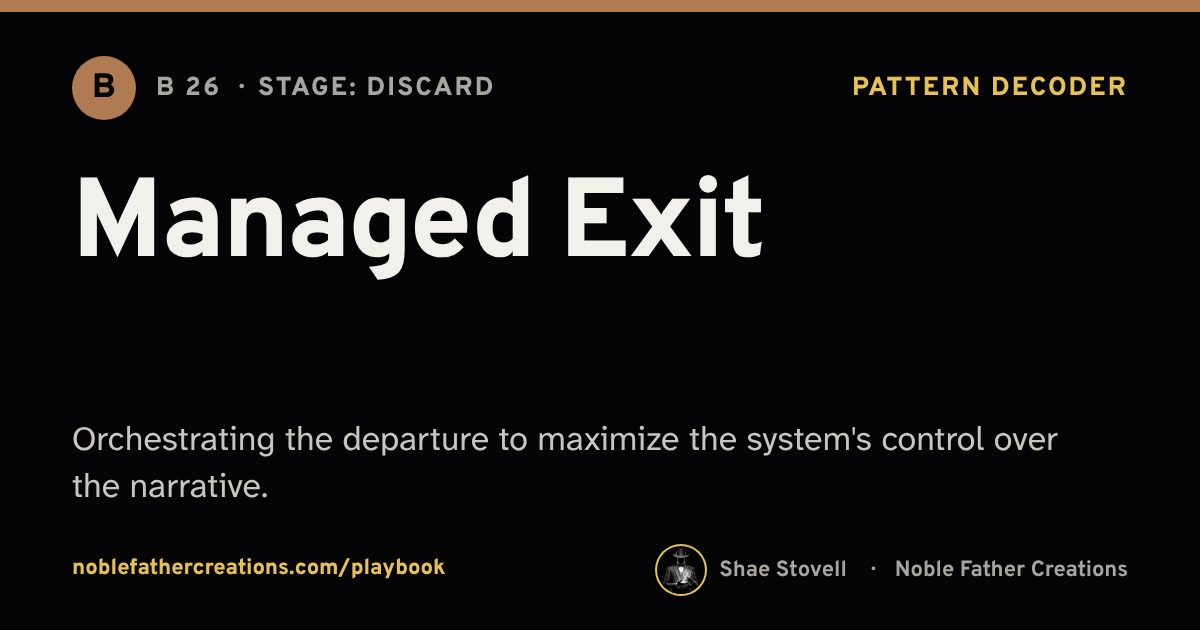 B
B 26 · STAGE: DISCARD
PATTERN DECODER
Managed Exit
Orchestrating the departure to maximize the system's control over
the narrative.
noblefathercreations.com/playbook
Shae Stovell · Noble Father Creations